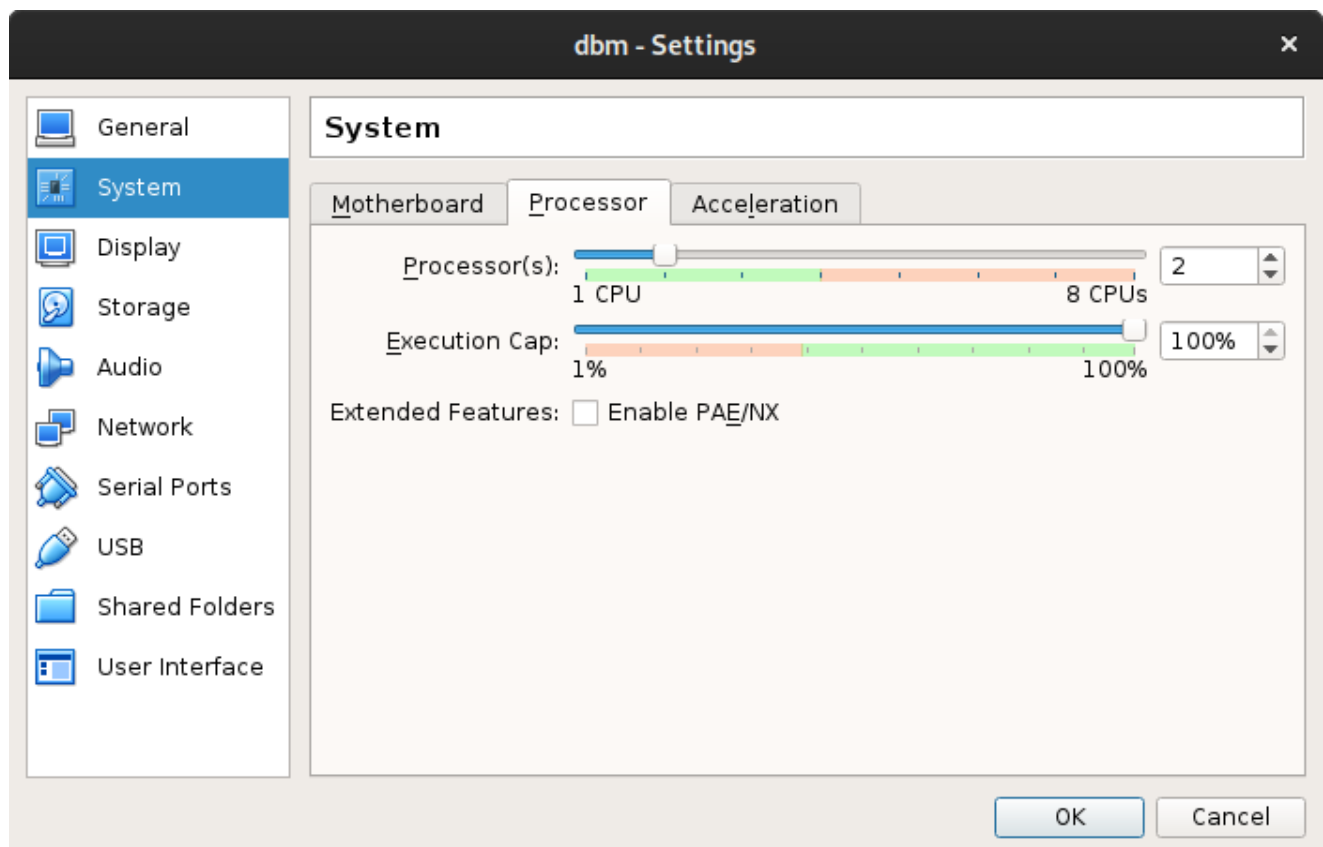 dbm - Settings
General
System
Display
Storage
Audio
Network
Serial Ports
USB
Shared Folders
User Interface
System
Motherboard Processor Acceleration
Processor(s): 2
1 CPU 8 CPUs
Execution Cap: 100%
1% 100%
Extended Features: Enable PAE/NX
OK Cancel